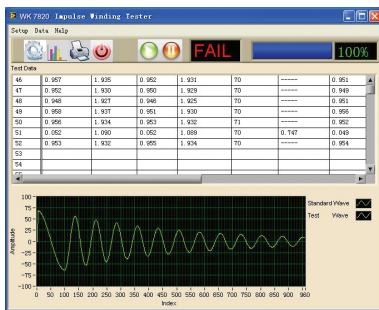 WK 7820 Impulse Winding Tester
Setup Data Help
FAIL 100%
Test Data
46 0.957 1.935 0.952 1.931 70 ----- 0.951
47 0.952 1.930 0.950 1.929 70 ----- 0.949
48 0.948 1.927 0.946 1.925 70 ----- 0.951
49 0.958 1.937 0.951 1.930 70 ----- 0.956
50 0.956 1.934 0.953 1.932 71 ----- 0.952
51 0.052 1.090 0.052 1.089 70 0.747 0.049
52 0.953 1.932 0.955 1.934 70 ----- 0.954
53
54
55
100
75
50
25
0
-25
-50
-75
-100
Amplitude
0 50 100 150 200 250 300 350 400 450 500 550 600 650 700 750 800 850 900 980
Index
Standard Wave
Test Wave